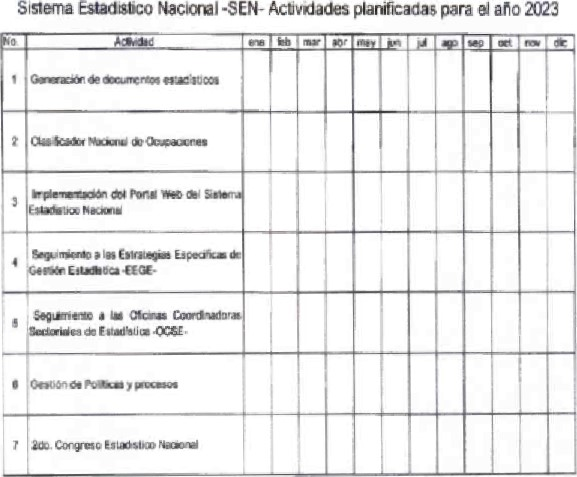 Sistema Estadístico Nacional -SEN- Actividades planificadas para el año 2023
No. Actividad ene feb mar abr may jun jul ago sep oct nov dic
1 Generación de documentos estadísticos
2 Clasificador Nacional de Ocupaciones
3 Implementación del Portal Web del Sistema
Estadístico Nacional
4 Seguimiento a las Estrategias Específicas de
Gestión Estadística -EEGE-
5 Seguimiento a las Oficinas Coordinadoras
Sectoriales de Estadística -OCSE-
6 Gestión de Políticas y procesos
7 2do. Congreso Estadístico Nacional